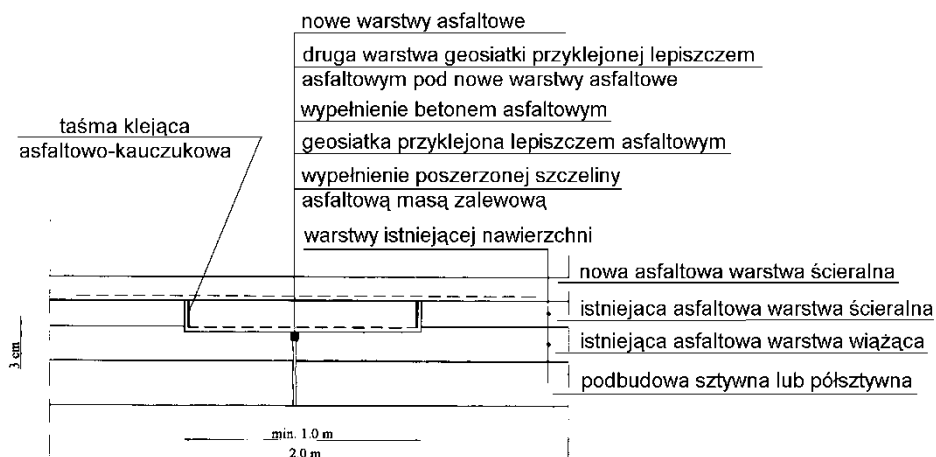 nowe warstwy asfaltowe
druga warstwa geosiatki przyklejonej lepiszczem
asfaltowym pod nowe warstwy asfaltowe
wypełnienie betonem asfaltowym
taśma klejąca
asfaltowo-kauczukowa
geosiatka przyklejona lepiszczem asfaltowym
wypełnienie poszerzonej szczeliny
asfaltową masą zalewową
warstwy istniejącej nawierzchni
nowa asfaltowa warstwa ścieralna
istniejaca asfaltowa warstwa ścieralna
istniejąca asfaltowa warstwa wiążąca
podbudowa sztywna lub półsztywna
3 cm
min. 1.0 m
2.0 m